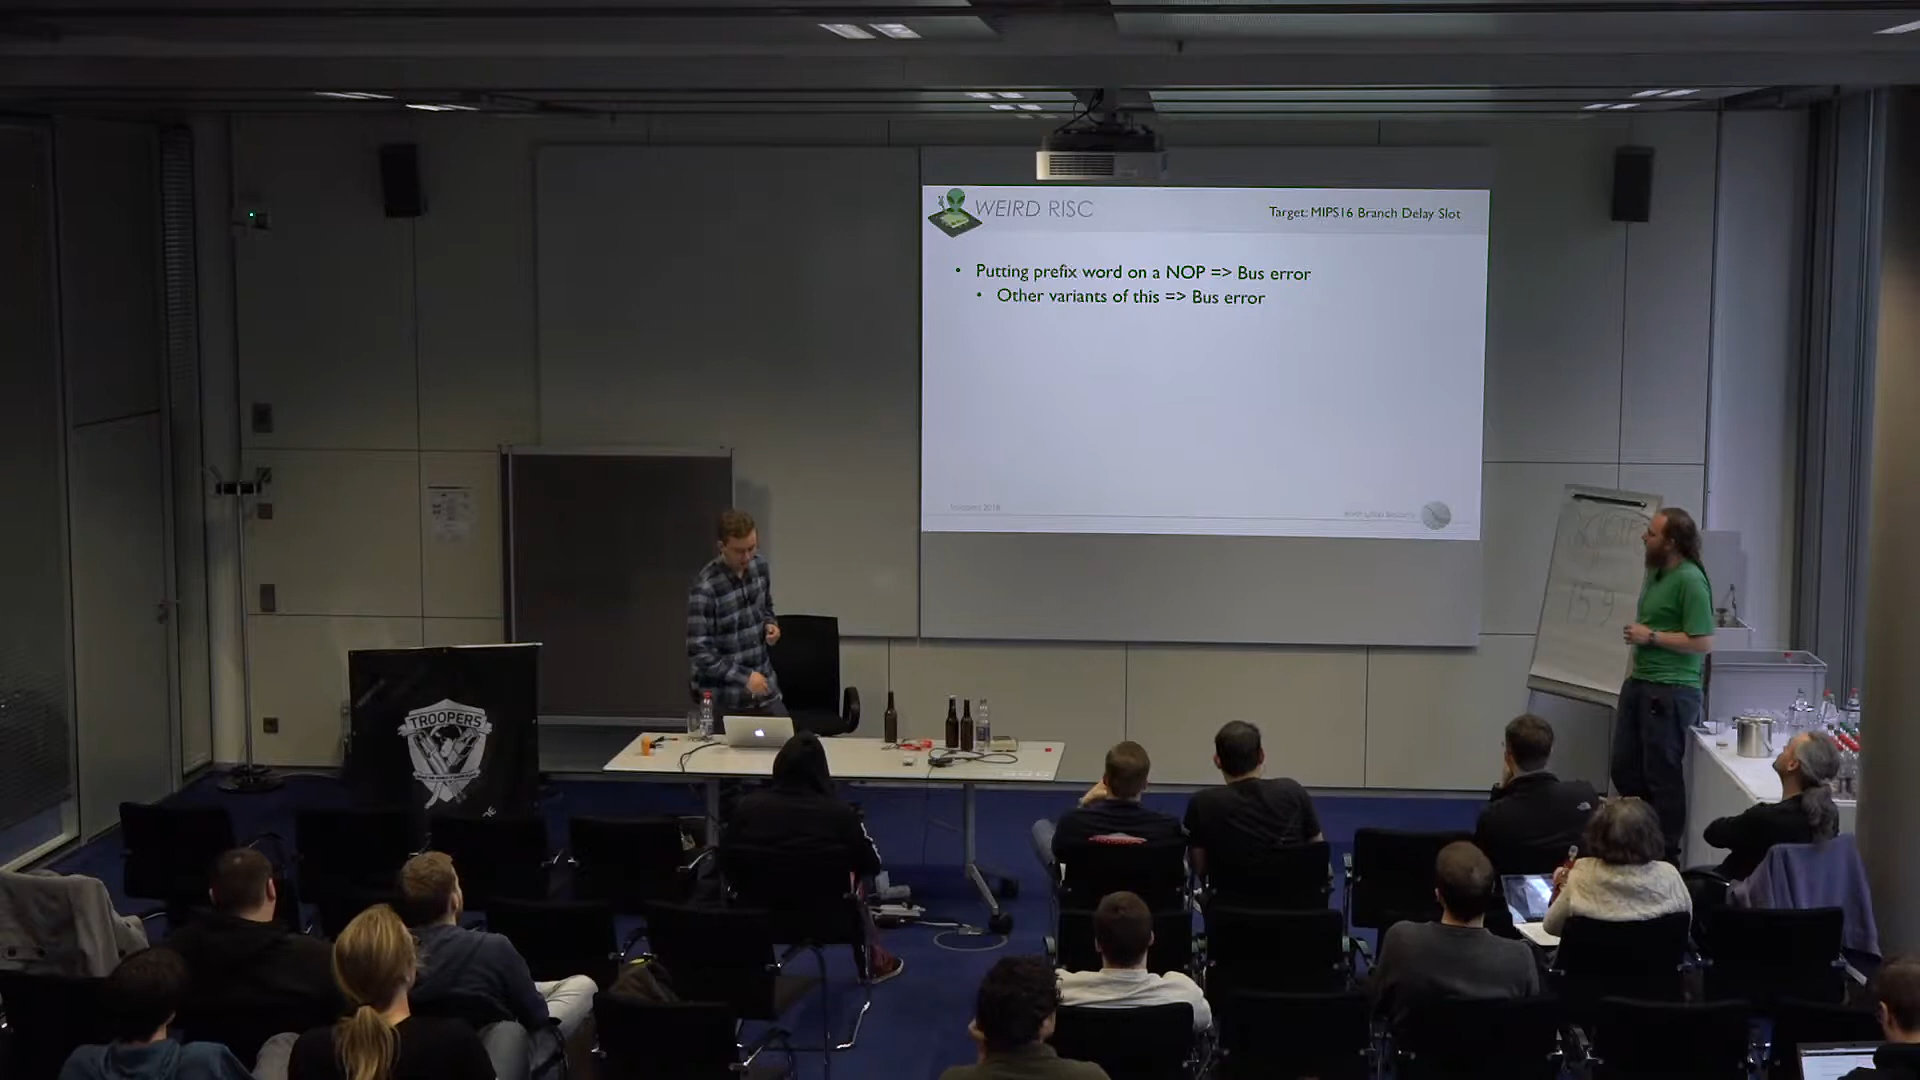 WEIRD RISC
Target: MIPS16 Branch Delay Slot
• Putting prefix word on a NOP => Bus error
• Other variants of this => Bus error
TROOPERS